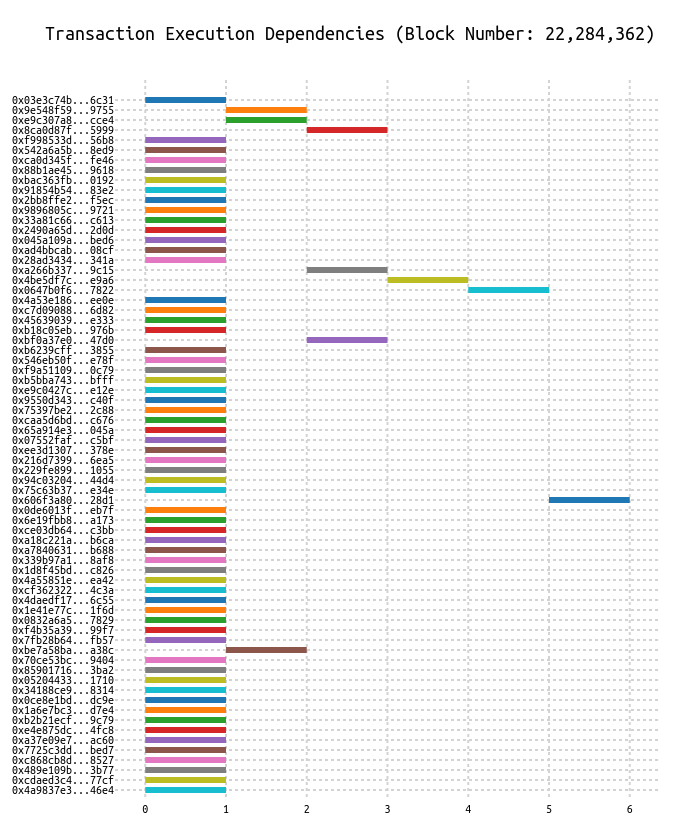 Transaction Execution Dependencies (Block Number: 22,284,362)
0x03e3c74b...6c31
0x9e548f59...9755
0xe9c307a8...cce4
0x8ca0d87f...5999
0xf998533d...56b8
0x542a6a5b...8ed9
0xca0d345f...fe46
0x88b1ae45...9618
0xbac363fb...0192
0x91854b54...83e2
0x2bb8ffe2...f5ec
0x9896805c...9721
0x33a81c66...c613
0x2490a65d...2d0d
0x045a109a...bed6
0xad4bbcab...08cf
0x28ad3434...341a
0xa266b337...9c15
0x4be5df7c...e9a6
0x0647b0f6...7822
0x4a53e186...ee0e
0xc7d09088...6d82
0x45639039...e333
0xb18c05eb...976b
0xbf0a37e0...47d0
0xb6239cff...3855
0x546eb50f...e78f
0xf9a51109...0c79
0xb5bba743...bfff
0xe9c0427c...e12e
0x9550d343...c40f
0x75397be2...2c88
0xcaa5d6bd...c676
0x65a914e3...045a
0x07552faf...c5bf
0xee3d1307...378e
0x216d7399...6ea5
0x229fe899...1055
0x94c03204...44d4
0x75c63b37...e34e
0x606f3a80...28d1
0x0de6013f...eb7f
0x6e19fbb8...a173
0xce03db64...c3bb
0xa18c221a...b6ca
0xa7840631...b688
0x339b97a1...8af8
0x1d8f45bd...c826
0x4a55851e...ea42
0xcf362322...4c3a
0x4daedf17...6c55
0x1e41e77c...1f6d
0x0832a6a5...7829
0xf4b35a39...99f7
0x7fb28b64...fb57
0xbe7a58ba...a38c
0x70ce53bc...9404
0x85901716...3ba2
0x05204433...1710
0x34188ce9...8314
0x0ce8e1bd...dc9e
0x1a6e7bc3...d7e4
0xb2b21ecf...9c79
0xe4e875dc...4fc8
0xa37e09e7...ac60
0x7725c3dd...bed7
0xc868cb8d...8527
0x489e109b...3b77
0xcdaed3c4...77cf
0x4a9837e3...46e4
0 1 2 3 4 5 6